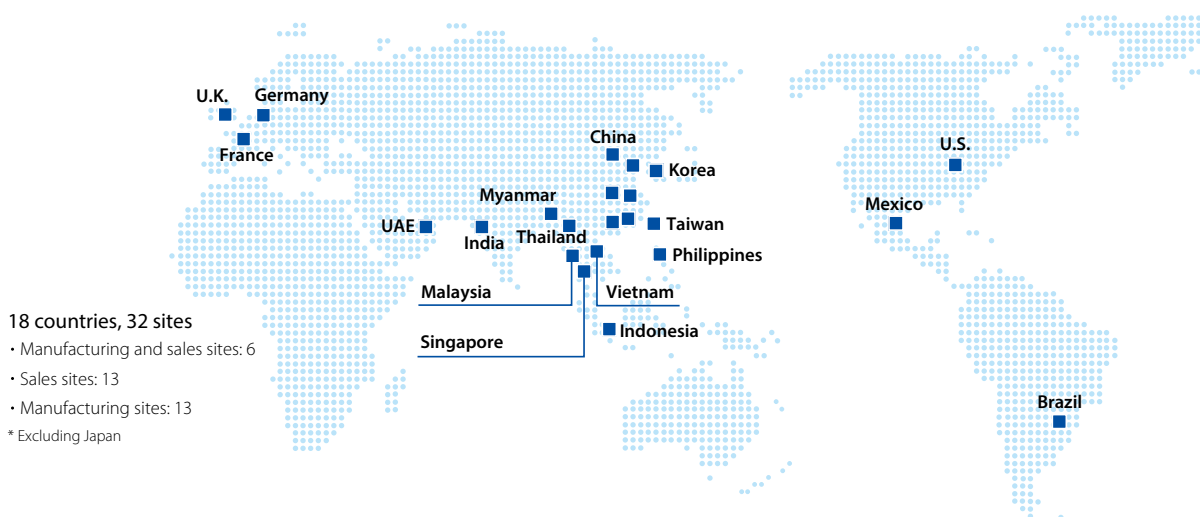 U.K.
Germany
France
China
Korea
U.S.
Myanmar
Mexico
UAE
India
Thailand
Taiwan
Philippines
Malaysia
Vietnam
Singapore
Indonesia
Brazil
18 countries, 32 sites
・Manufacturing and sales sites: 6
・Sales sites: 13
・Manufacturing sites: 13
* Excluding Japan